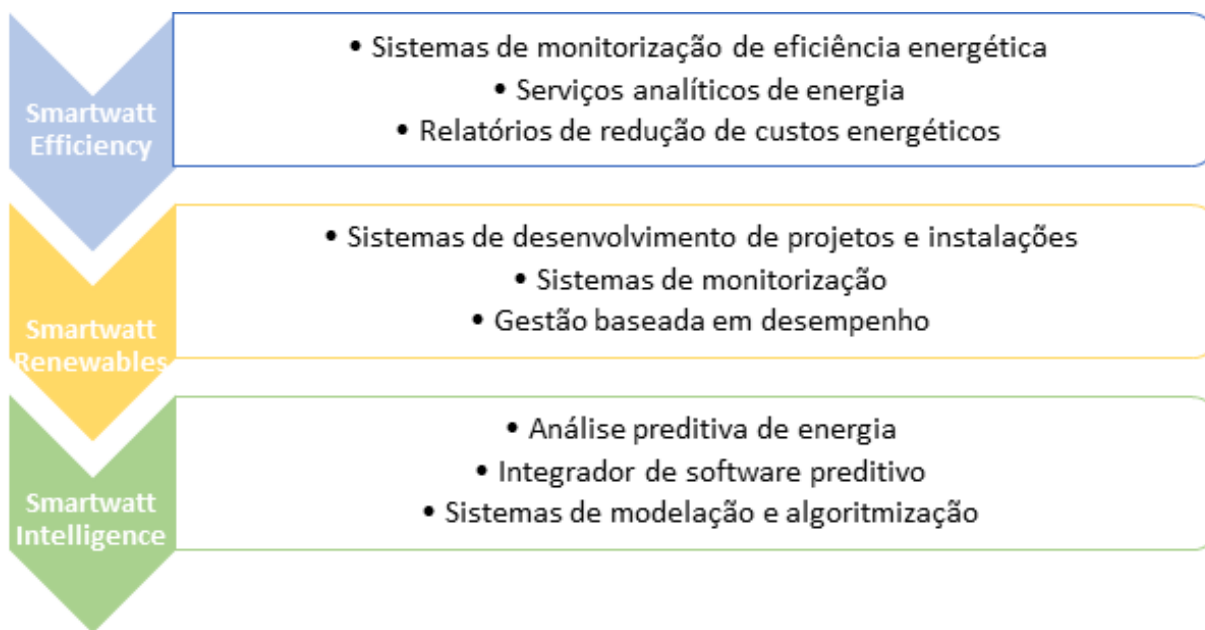 Smartwatt
Efficiency
• Sistemas de monitorização de eficiência energética
• Serviços analíticos de energia
• Relatórios de redução de custos energéticos
Smartwatt
Renewables
• Sistemas de desenvolvimento de projetos e instalações
• Sistemas de monitorização
• Gestão baseada em desempenho
Smartwatt
Intelligence
• Análise preditiva de energia
• Integrador de software preditivo
• Sistemas de modelação e algoritmização